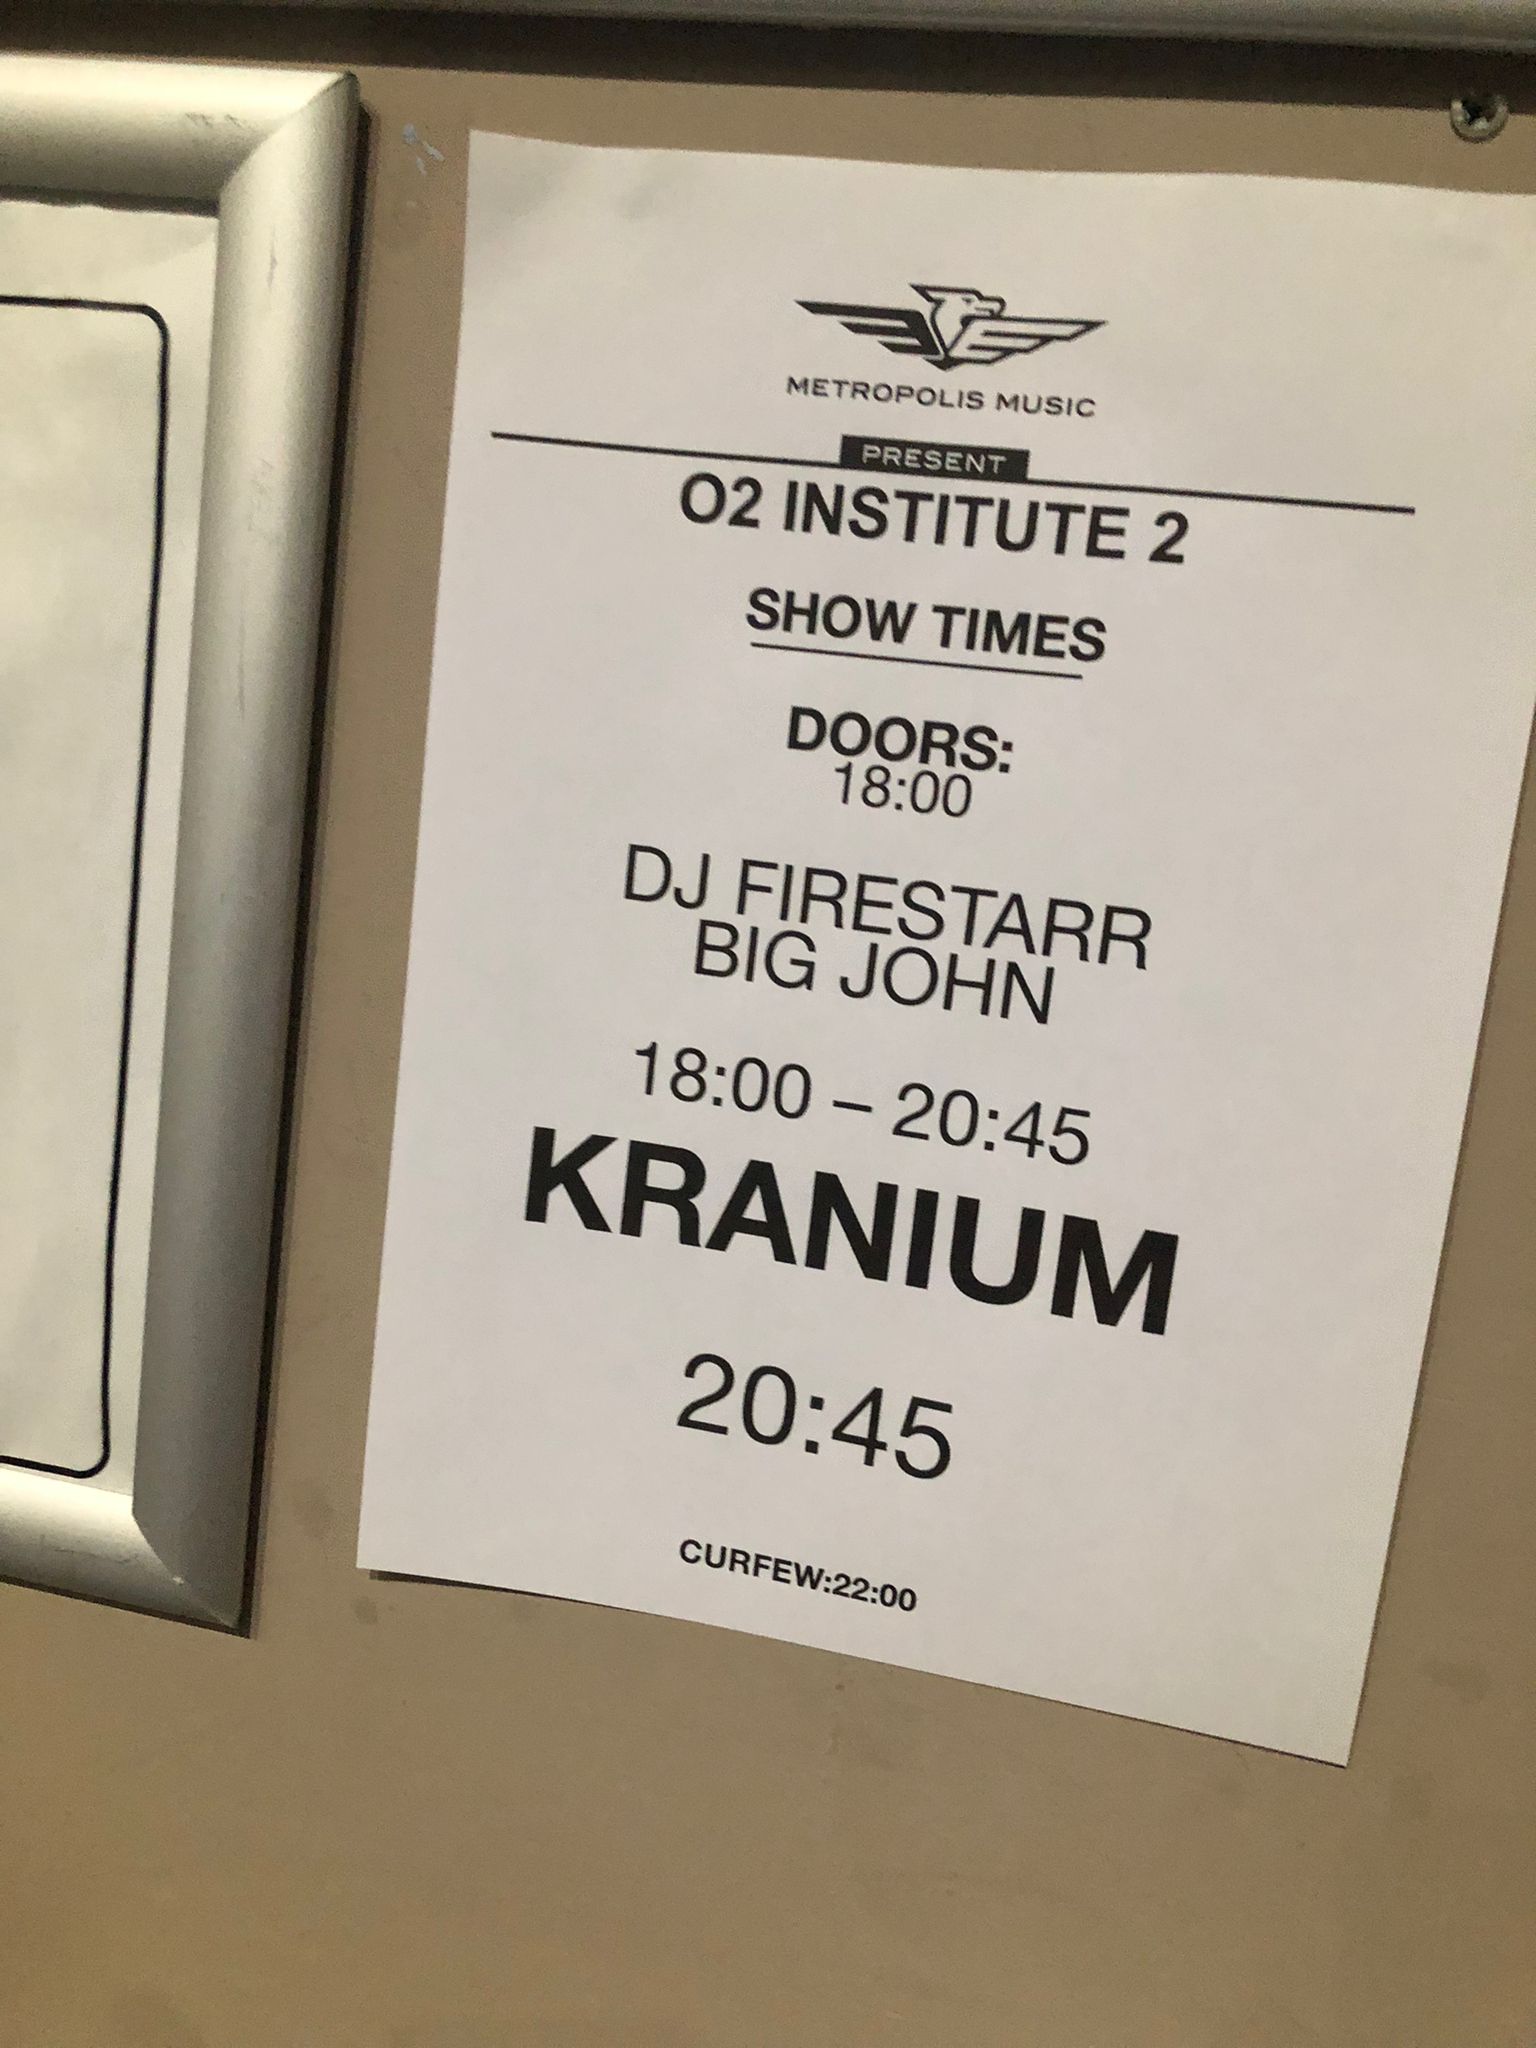 METROPOLIS MUSIC
PRESENT
O2 INSTITUTE 2
SHOW TIMES
DOORS:
18:00
DJ FIRESTARR
BIG JOHN
18:00 – 20:45
KRANIUM
20:45
CURFEW:22:00